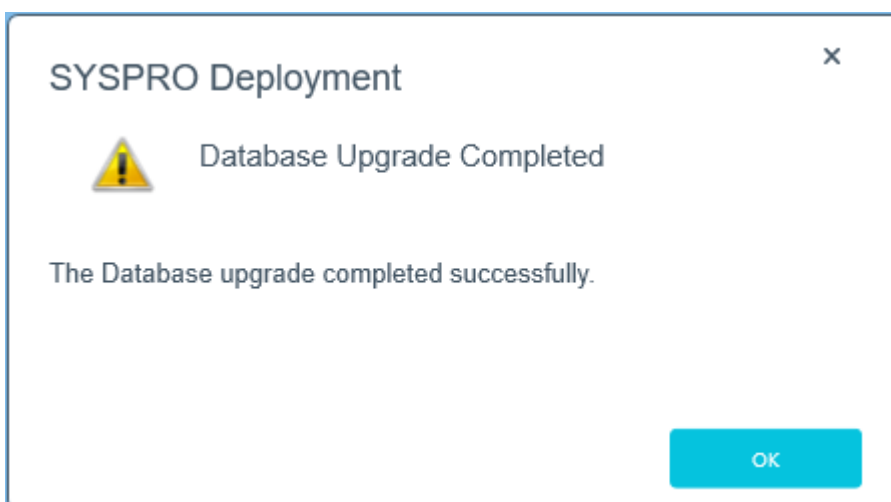 SYSPRO Deployment
Database Upgrade Completed
The Database upgrade completed successfully.
OK